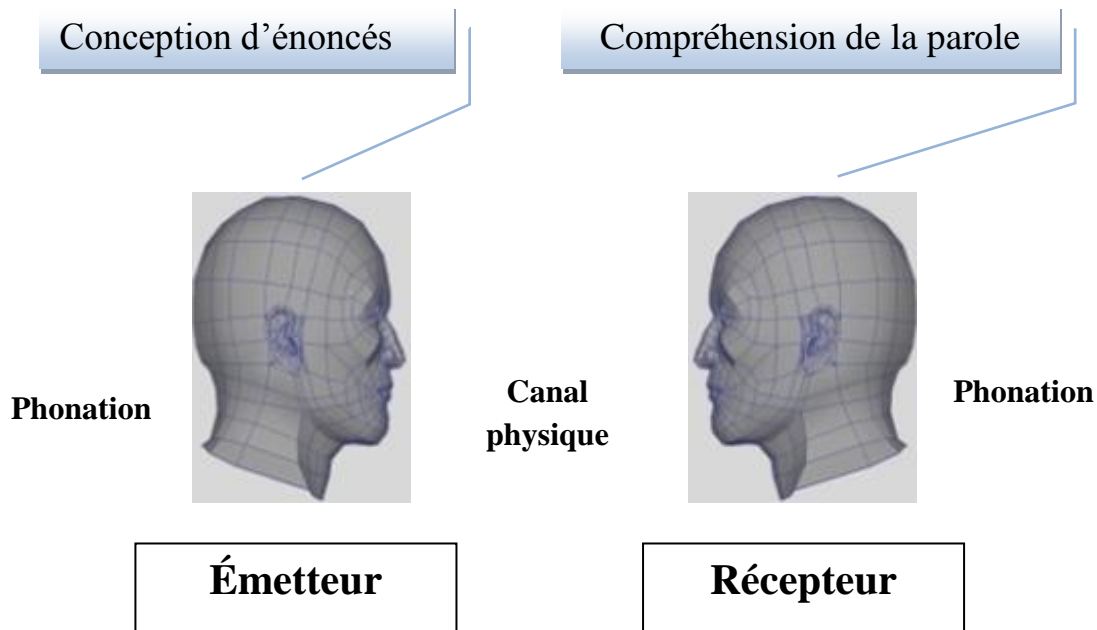 Conception d’énoncés
Compréhension de la parole
Phonation
Canal
physique
Phonation
Émetteur
Récepteur